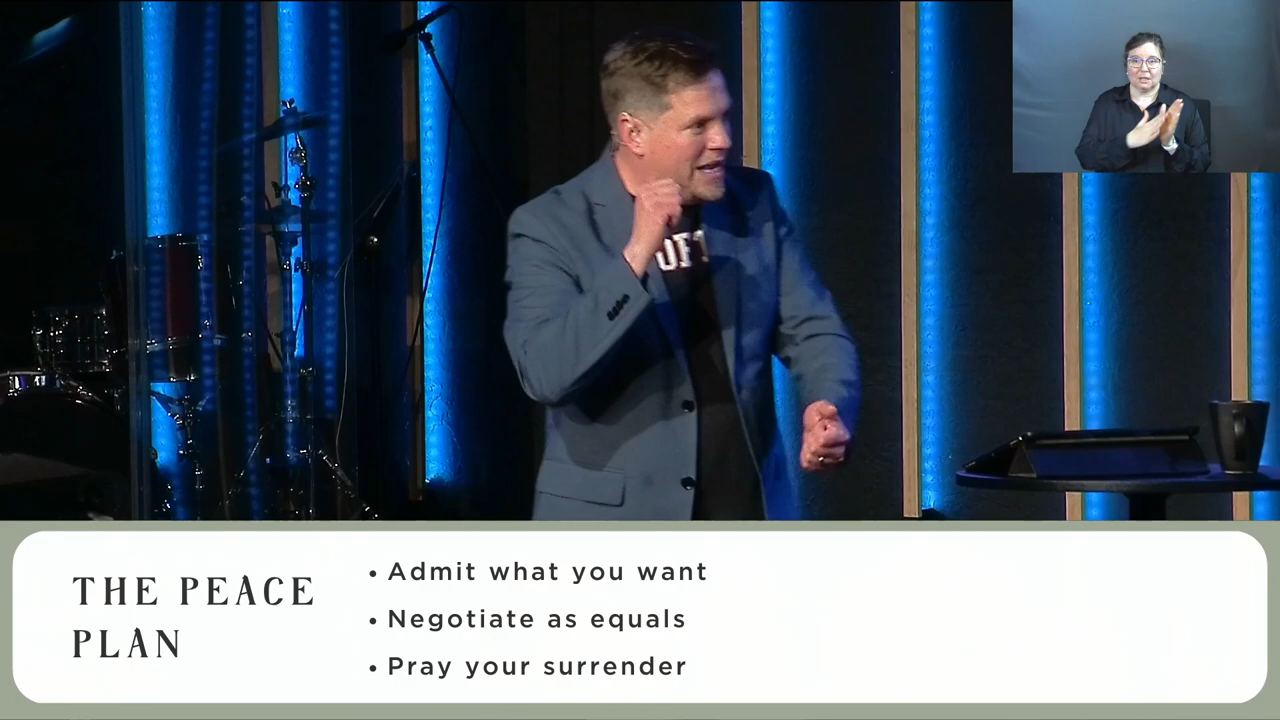 THE PEACE
PLAN
• Admit what you want
• Negotiate as equals
• Pray your surrender